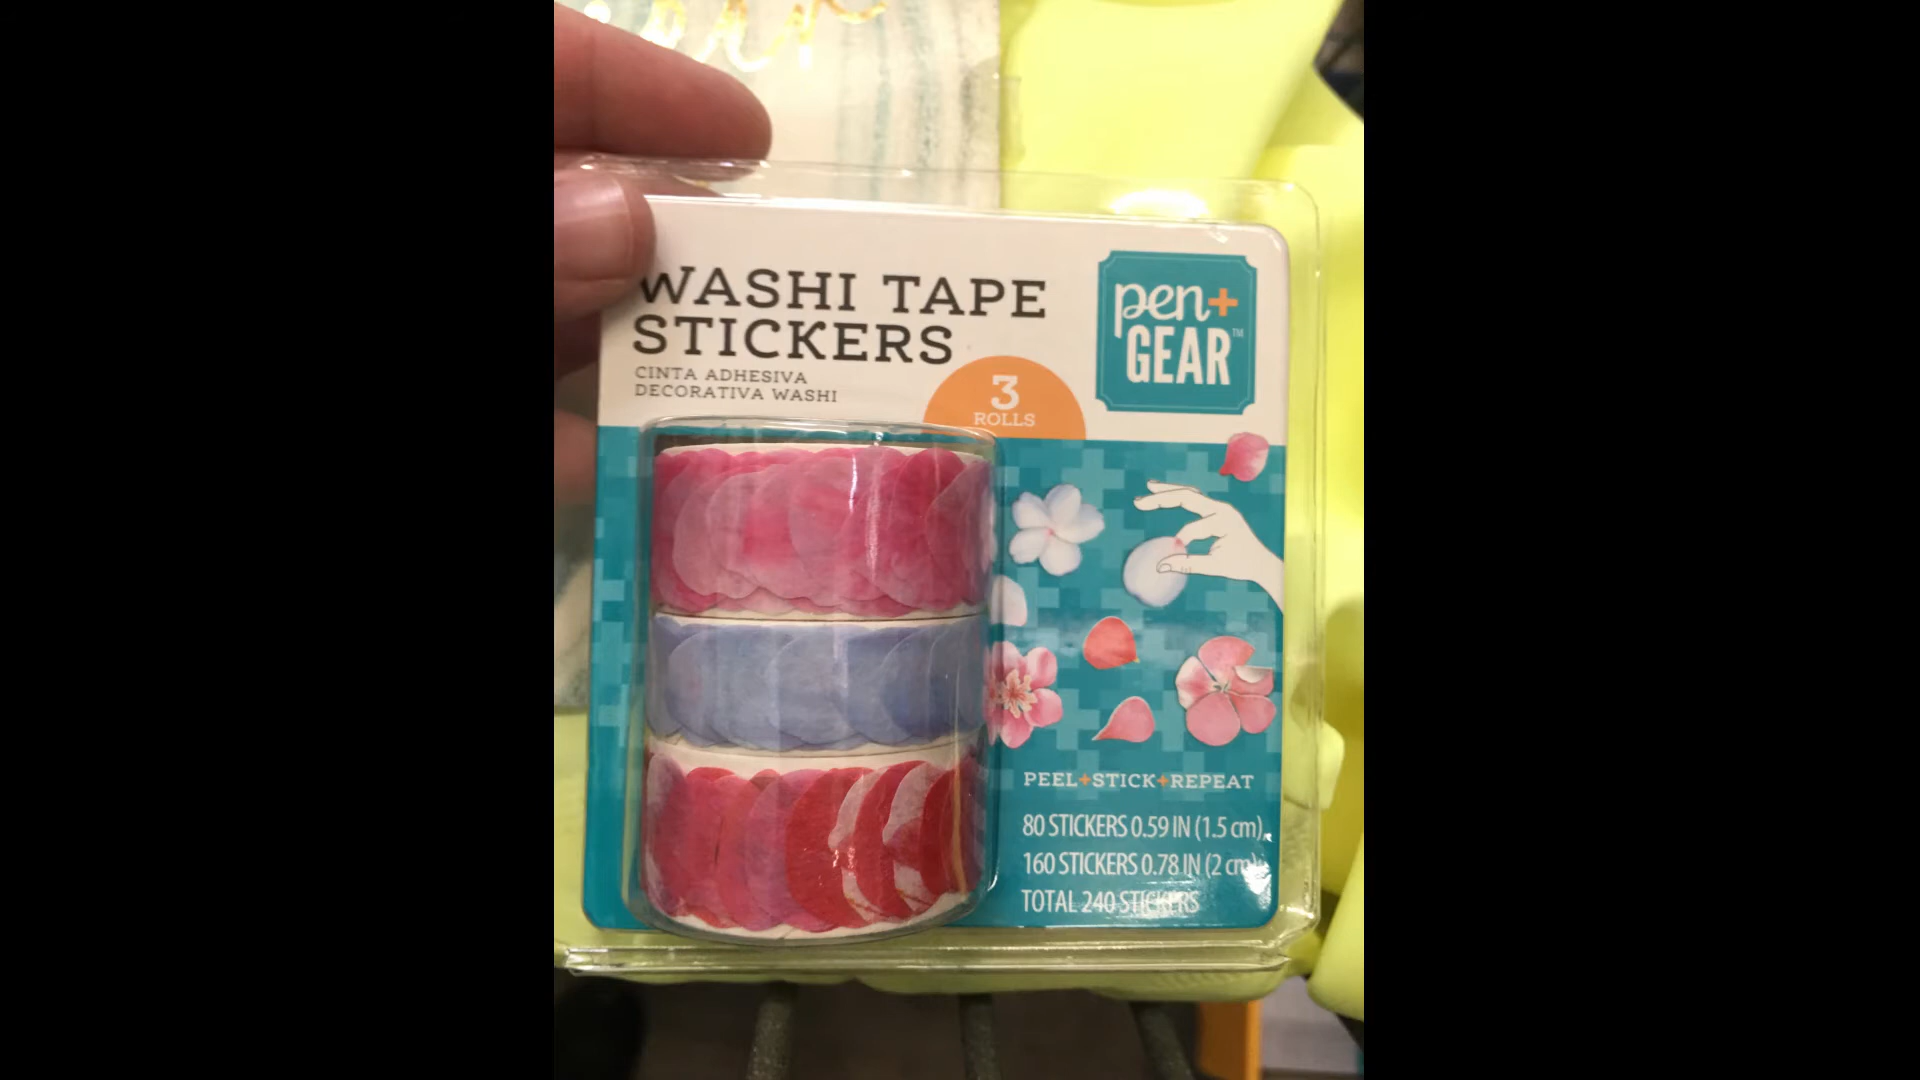 WASHI TAPE
STICKERS
CINTA ADHESIVA
DECORATIVA WASHI
3
ROLLS
pen+
GEAR™
PEEL+STICK+REPEAT
80 STICKERS 0.59 IN (1.5 cm),
160 STICKERS 0.78 IN (2 cm),
TOTAL 240 STICKERS